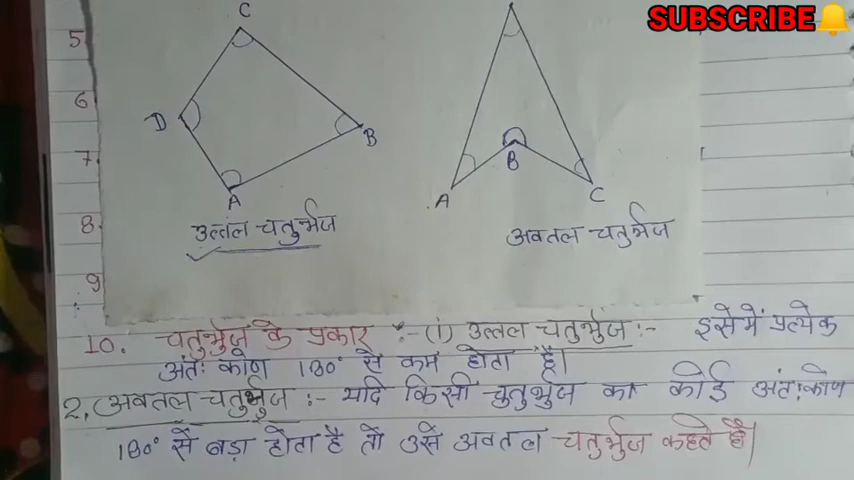 SUBSCRIBE
5
C
6
D
B
7.
B
A
A
C
8.
उत्तल चतुर्भुज
अवतल चतुर्भुज
9
10. चतुर्भुज के प्रकार :- (i) उत्तल चतुर्भुज :- इसमें प्रत्येक
अंतः कोण 180° से कम होता है।
2. अवतल चतुर्भुज :- यदि किसी चुतुर्भुज का कोई अंतः कोण
180° से बड़ा होता है तो उसे अवतल चतुर्भुज कहते है।